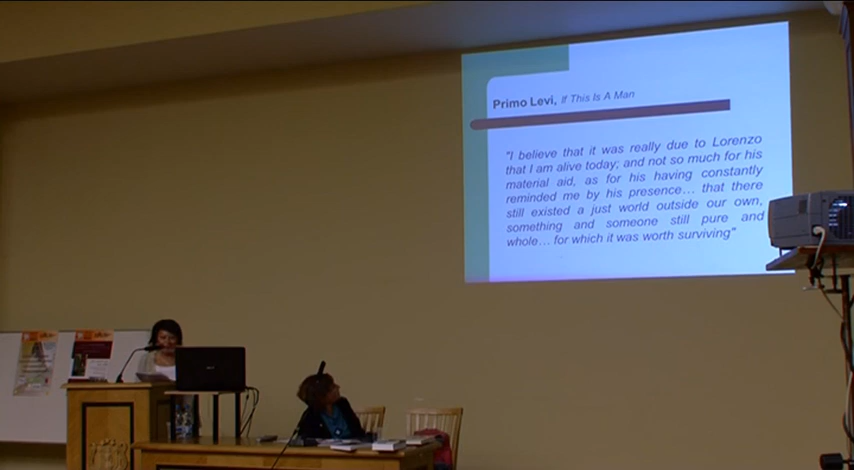 Primo Levi, If This Is A Man
"I believe that it was really due to Lorenzo
that I am alive today; and not so much for his
material aid, as for his having constantly
reminded me by his presence... that there
still existed a just world outside our own,
something and someone still pure and
whole... for which it was worth surviving"